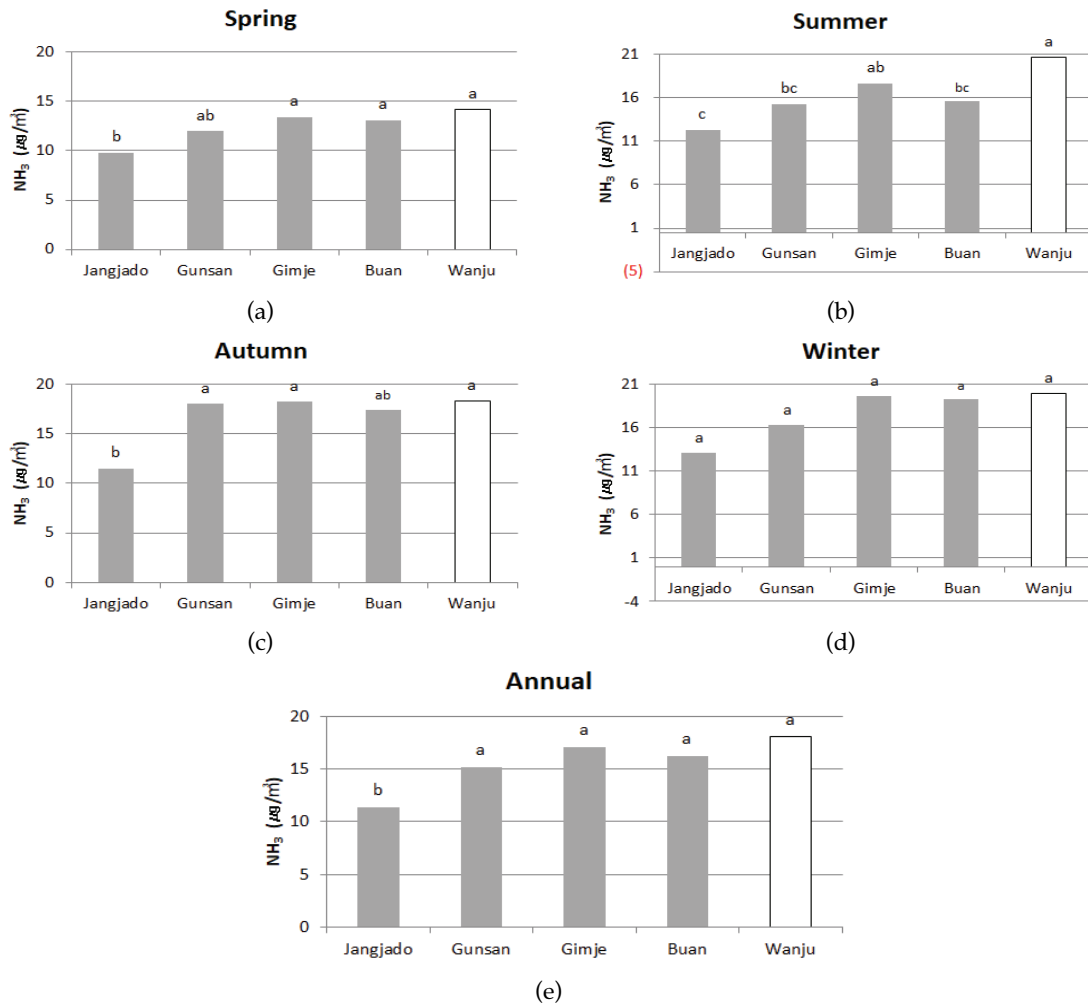 Spring
NH₃ (㎍/㎥)
20
15
10
5
0
b
ab
a
a
a
Jangjado Gunsan Gimje Buan Wanju
(a)
Summer
NH₃ (㎍/㎥)
21
16
11
6
1
(5)
c
bc
ab
bc
a
Jangjado Gunsan Gimje Buan Wanju
(b)
Autumn
NH₃ (㎍/㎥)
20
15
10
5
0
b
a
a
ab
a
Jangjado Gunsan Gimje Buan Wanju
(c)
Winter
NH₃ (㎍/㎥)
21
16
11
6
1
-4
a
a
a
a
a
Jangjado Gunsan Gimje Buan Wanju
(d)
Annual
NH₃ (㎍/㎥)
20
15
10
5
0
b
a
a
a
a
Jangjado Gunsan Gimje Buan Wanju
(e)